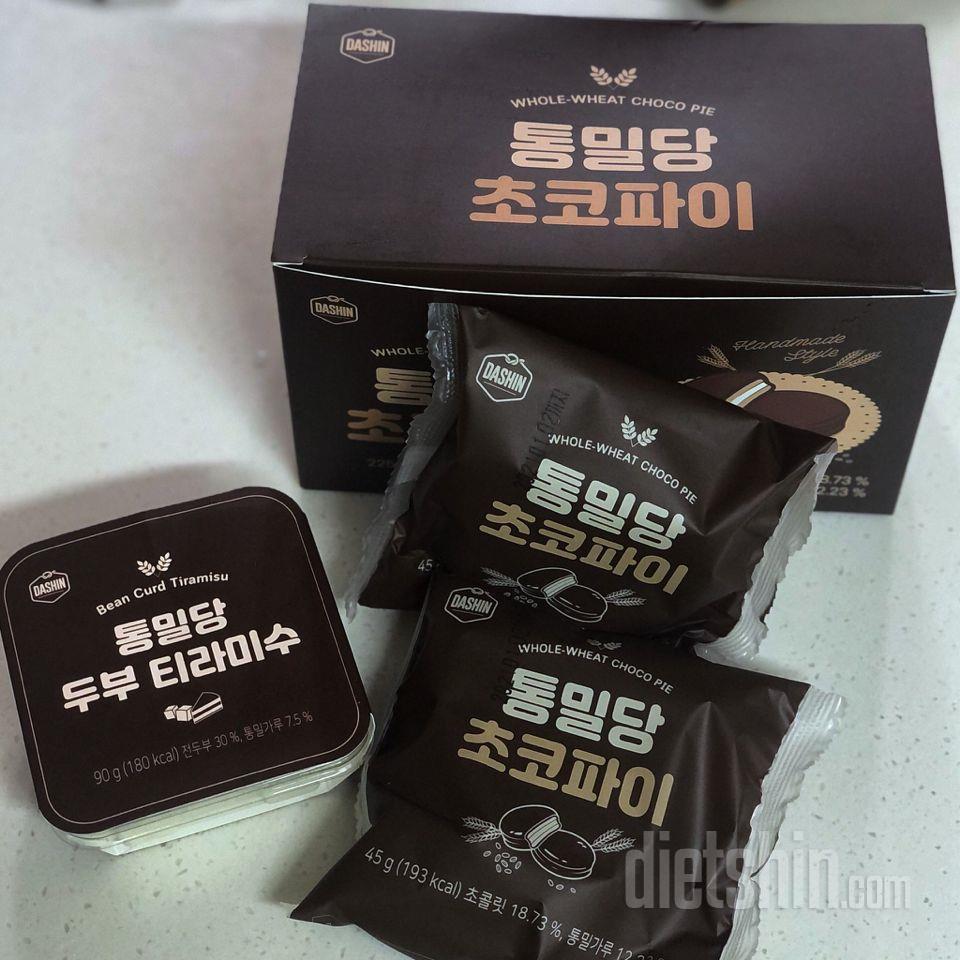 DASHIN
WHOLE-WHEAT CHOCO PIE
통밀당
초코파이
DASHIN
Handmade
Style
DASHIN
WHOLE-WHEAT CHOCO PIE
통밀당
초코파이
DASHIN
WHOLE-WHEAT CHOCO PIE
통밀당
초코파이
45 g (193 kcal) 초콜릿 18.73 %, 통밀가루
DASHIN
Bean Curd Tiramisu
통밀당
두부 티라미수
90 g (180 kcal) 전두부 30 %, 통밀가루 7.5 %
dietshin.com